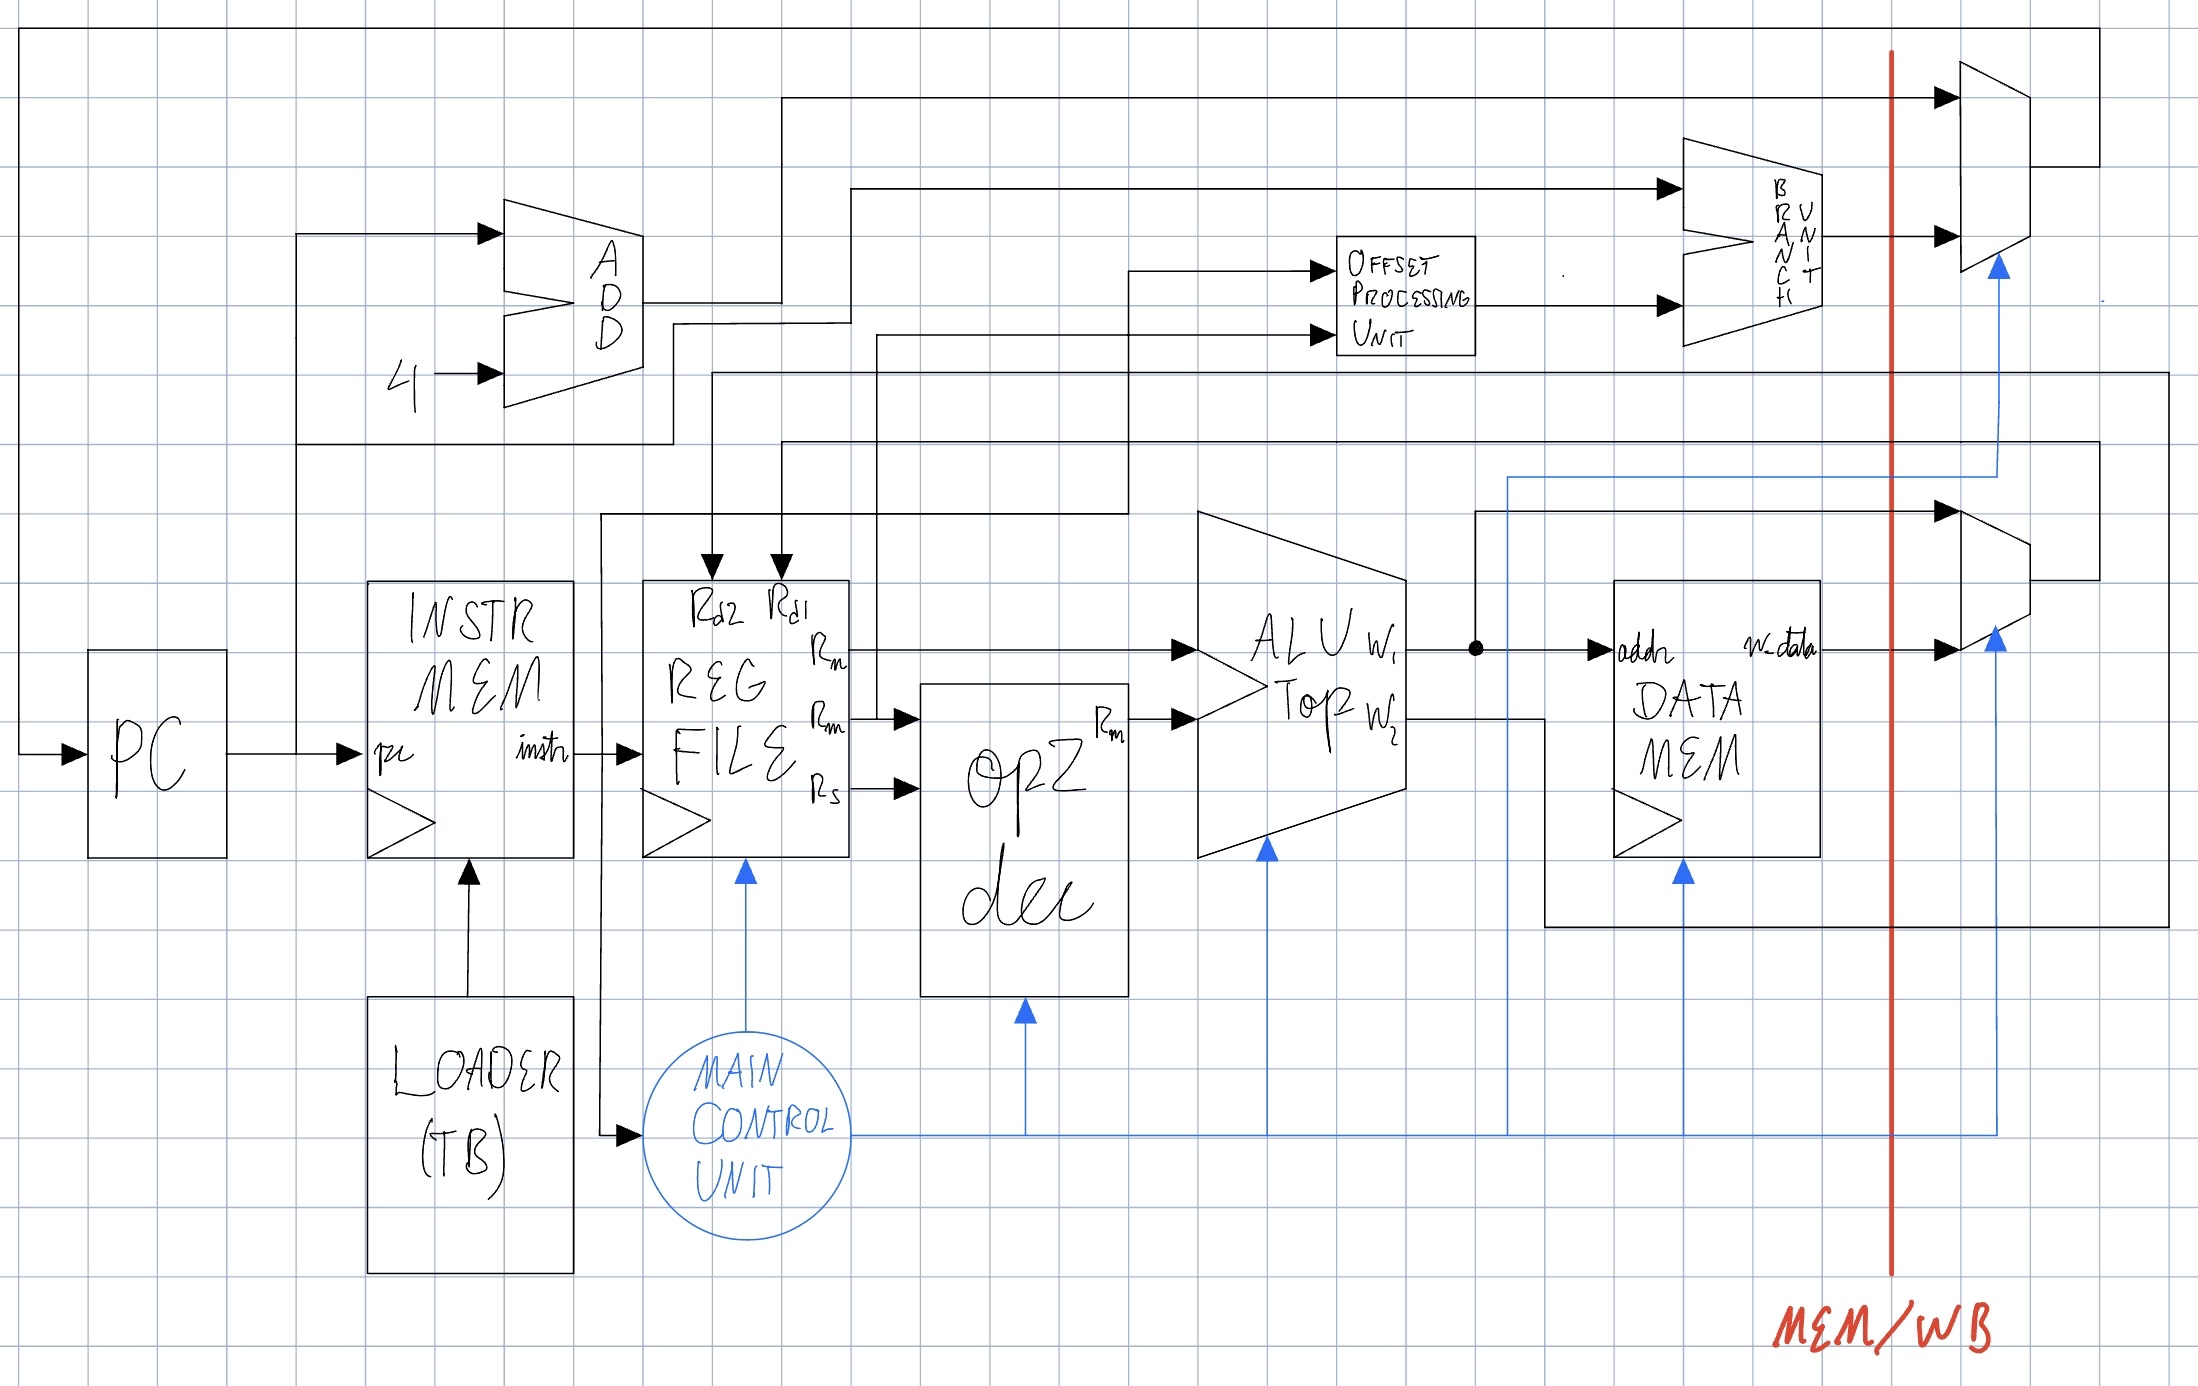 ADD
4
OFFSET
PROCESSING
UNIT
BRANCH
UNIT
PC
INSTR
MEM
pc
instr
Rd2 Rd1
REG
FILE
Rn
Rm
Rs
Op2
dec
Rm
ALU
Top
W1
W2
addr
w-data
DATA
MEM
LOADER
(TB)
MAIN
CONTROL
UNIT
MEM/WB